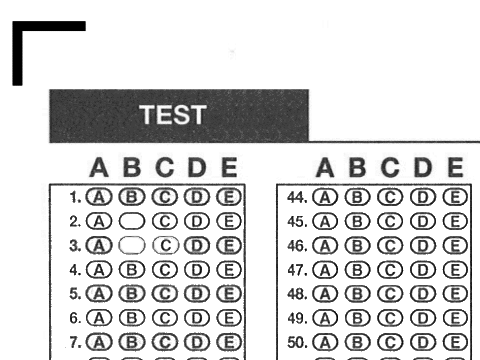 TEST
A B C D E A B C D E
1. A B C D E 44. A B C D E
2. A C D E 45. A B C D E
3. A C D E 46. A B C D E
4. A B C D E 47. A B C D E
5. A B C D E 48. A B C D E
6. A B C D E 49. A B C D E
7. A B C D E 50. A B C D E